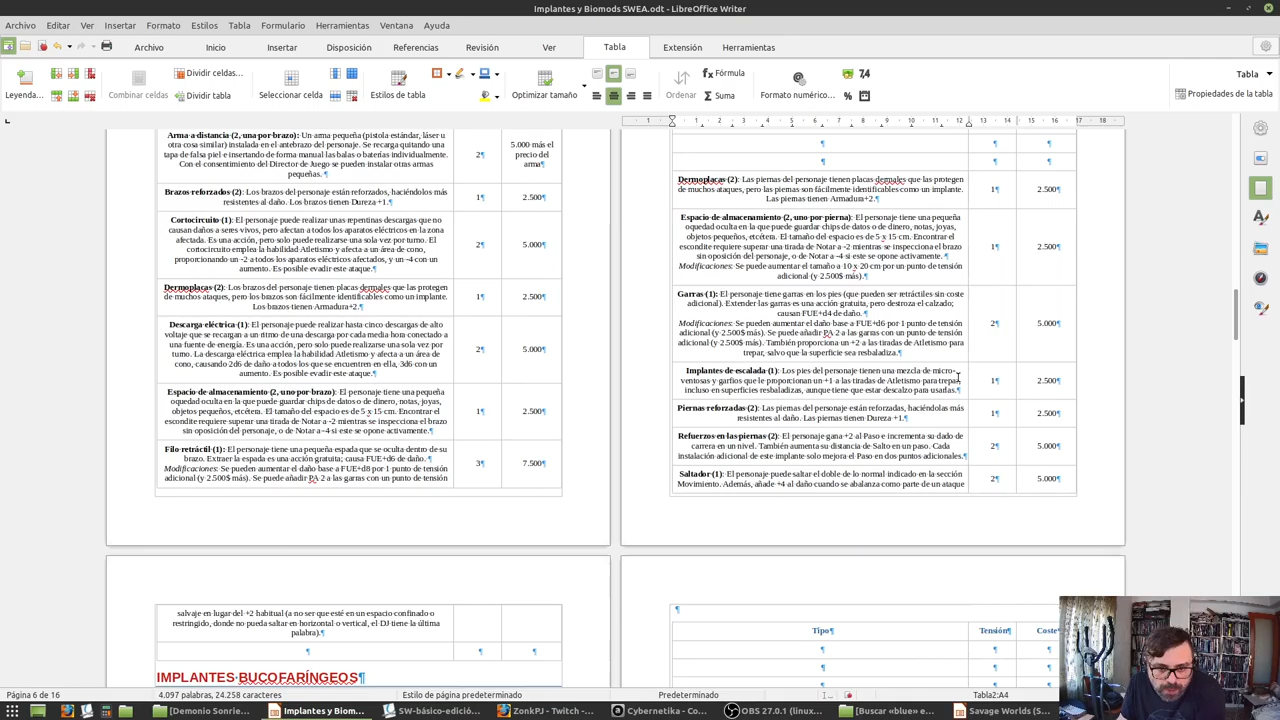 Implantes y Biomods SWEA.odt - LibreOffice Writer
Archivo Editar Ver Insertar Formato Estilos Tabla Formulario Herramientas Ventana Ayuda
Archivo Inicio Insertar Disposición Referencias Revisión Ver Tabla Extensión Herramientas
Leyenda... Combinar celdas Dividir celdas... Dividir tabla Seleccionar celda Estilos de tabla Optimizar tamaño Ordenar Fórmula Suma Formato numérico... Tabla Propiedades de la tabla
Arma a distancia (2, una por brazo): Un arma pequeña (pistola estándar, láser u
otra cosa similar) instalada en el antebrazo del personaje. Se recarga quitando una
tapa de falsa piel e insertando de forma manual las balas o baterías individualmente.
Con el consentimiento del Director de Juego se pueden instalar otras armas
pequeñas. ¶
2¶
5.000 más el
precio del
arma¶
Brazos reforzados (2): Los brazos del personaje están reforzados, haciéndolos más
resistentes al daño. Los brazos tienen Dureza +1.¶
1¶ 2.500¶
Cortocircuito (1): El personaje puede realizar unas repentinas descargas que no
causan daños a seres vivos, pero afectan a todos los aparatos eléctricos en la zona
afectada. Es una acción, pero solo puede realizarse una sola vez por turno. El
cortocircuito emplea la habilidad Atletismo y afecta a un área de cono,
proporcionando un -2 a todos los aparatos eléctricos afectados, y un -4 con un
aumento. Es posible evadir este ataque.¶
2¶ 5.000¶
Dermoplacas (2): Los brazos del personaje tienen placas dermales que las protegen
de muchos ataques, pero los brazos son fácilmente identificables como un implante.
Los brazos tienen Armadura+2.¶
1¶ 2.500¶
Descarga eléctrica (1): El personaje puede realizar hasta cinco descargas de alto
voltaje que se recargan a un ritmo de una descarga por cada media hora conectado a
una fuente de energía. Es una acción, pero solo puede realizarse una sola vez por
turno. La descarga eléctrica emplea la habilidad Atletismo y afecta a un área de
cono, causando 2d6 de daño a todos los que se encuentren en ella, 3d6 con un
aumento. Es posible evadir este ataque.¶
2¶ 5.000¶
Espacio de almacenamiento (2, uno por brazo): El personaje tiene una pequeña
oquedad oculta en la que puede guardar chips de datos o de dinero, notas, joyas,
objetos pequeños, etcétera. El tamaño del espacio es de 5 x 15 cm. Encontrar el
escondite requiere superar una tirada de Notar a -2 mientras se inspecciona el brazo
sin oposición del personaje, o de Notar a -4 si este se opone activamente.¶
1¶ 2.500¶
Filo retráctil (1): El personaje tiene una pequeña espada que se oculta dentro de su
brazo. Extraer la espada es una acción gratuita; causa FUE+d6 de daño. ¶
Modificaciones: Se pueden aumentar el daño base a FUE+d8 por 1 punto de tensión
adicional (y 2.500$ más). Se puede añadir PA 2 a las garras con un punto de tensión
3¶ 7.500¶
salvaje en lugar del +2 habitual (a no ser que esté en un espacio confinado o
restringido, donde no pueda saltar en horizontal o vertical, el DJ tiene la última
palabra).¶
¶ ¶ ¶
IMPLANTES BUCOFARÍNGEOS¶
¶ ¶ ¶
¶ ¶ ¶
Dermoplacas (2): Las piernas del personaje tienen placas dermales que las protegen
de muchos ataques, pero las piernas son fácilmente identificables como un implante.
Las piernas tienen Armadura+2.¶
1¶ 2.500¶
Espacio de almacenamiento (2, uno por pierna): El personaje tiene una pequeña
oquedad oculta en la que puede guardar chips de datos o de dinero, notas, joyas,
objetos pequeños, etcétera. El tamaño del espacio es de 5 x 15 cm. Encontrar el
escondite requiere superar una tirada de Notar a -2 mientras se inspecciona el brazo
sin oposición del personaje, o de Notar a -4 si este se opone activamente. ¶
Modificaciones: Se puede aumentar el tamaño a 10 x 20 cm por un punto de tensión
adicional (y 2.500$ más).¶
1¶ 2.500¶
Garras (1): El personaje tiene garras en los pies (que pueden ser retráctiles sin coste
adicional). Extender las garras es una acción gratuita, pero destroza el calzado;
causan FUE+d4 de daño. ¶
Modificaciones: Se pueden aumentar el daño base a FUE+d6 por 1 punto de tensión
adicional (y 2.500$ más). Se puede añadir PA 2 a las garras con un punto de tensión
adicional (y 2.500$ más). También proporciona un +2 a las tiradas de Atletismo para
trepar, salvo que la superficie sea resbaladiza.¶
2¶ 5.000¶
Implantes de escalada (1): Los pies del personaje tienen una mezcla de micro-
ventosas y garfios que le proporcionan un +1 a las tiradas de Atletismo para trepar,
incluso en superficies resbaladizas, aunque tiene que estar descalzo para usarlas.¶
1¶ 2.500¶
Piernas reforzadas (2): Las piernas del personaje están reforzadas, haciéndolas más
resistentes al daño. Las piernas tienen Dureza +1.¶
1¶ 2.500¶
Refuerzos en las piernas (2): El personaje gana +2 al Paso e incrementa su dado de
carrera en un nivel. También aumenta su distancia de Salto en un paso. Cada
instalación adicional de este implante solo mejora el Paso en dos puntos adicionales.¶
2¶ 5.000¶
Saltador (1): El personaje puede saltar el doble de lo normal indicado en la sección
Movimiento. Además, añade +4 al daño cuando se abalanza como parte de un ataque
2¶ 5.000¶
¶
Tipo¶ Tensión¶ Coste
¶ ¶ ¶
¶ ¶ ¶
Página 6 de 16 4.097 palabras, 24.258 caracteres Estilo de página predeterminado Predeterminado Tabla2:A4
[Demonio Sonrie... Implantes y Biom... SW-básico-edició... ZonkPJ - Twitch -... Cybernetika - Co... OBS 27.0.1 (linux... [Buscar «blue» e... Savage Worlds (S...